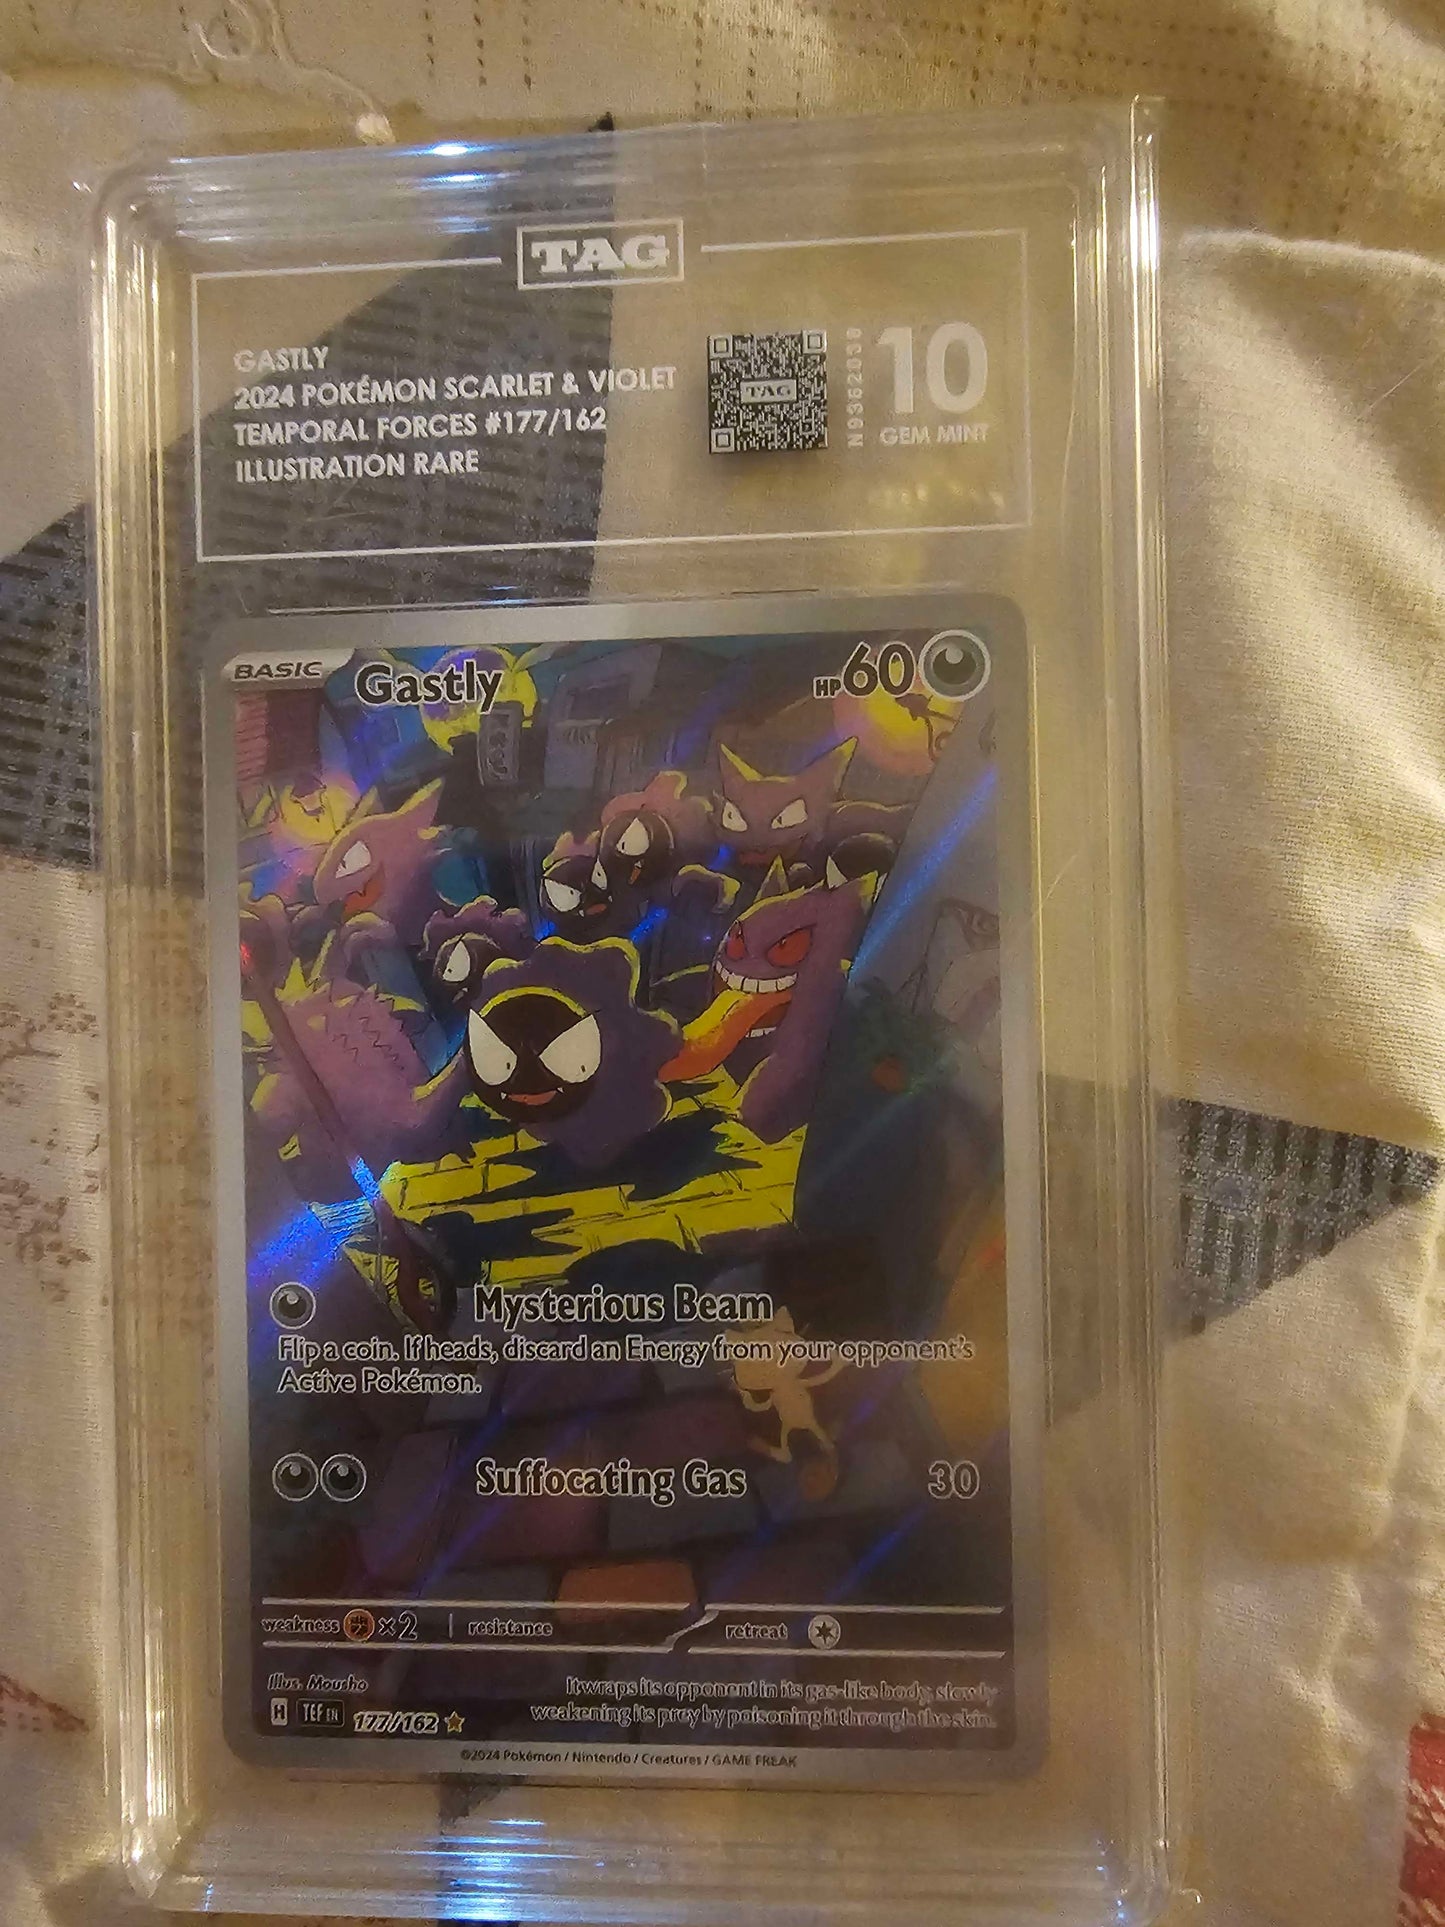 TAG
GASTLY
2024 POKÉMON SCARLET & VIOLET
TEMPORAL FORCES #177/162
ILLUSTRATION RARE
TAG
10
GEM MINT
BASIC
Gastly
HP 60
Mysterious Beam
Flip a coin. If heads, discard an Energy from your opponent's
Active Pokémon.
Suffocating Gas 30
weakness ×2 resistance retreat
Illus. Mousho
It wraps its opponent in its gas-like body, slowly
weakening its prey by poisoning it through the skin.
H TEF EN 177/162
©2024 Pokémon / Nintendo / Creatures / GAME FREAK